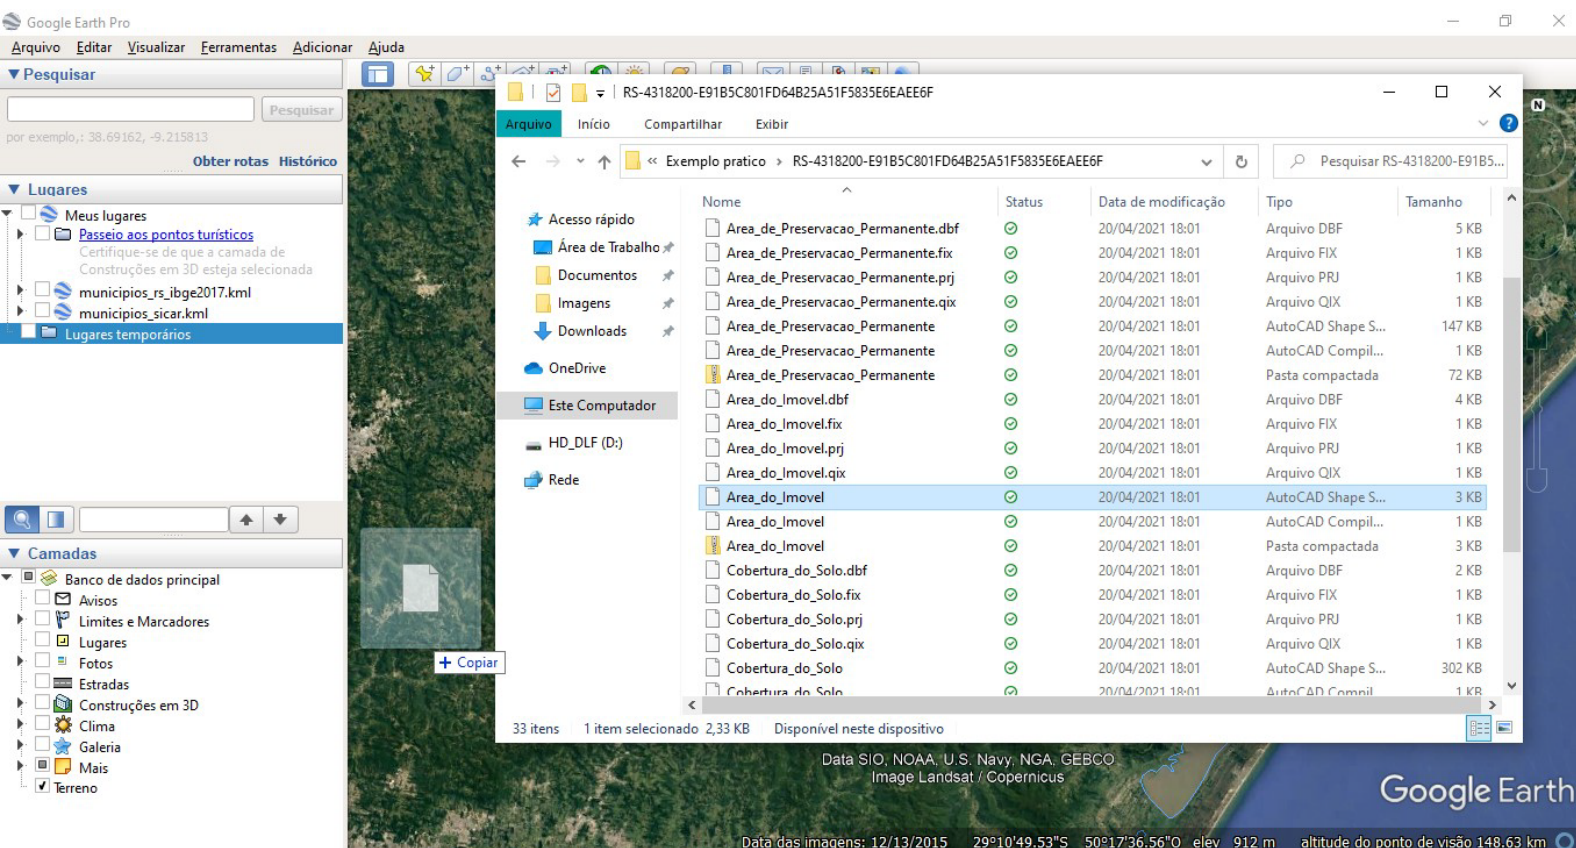 Google Earth Pro
Arquivo Editar Visualizar Ferramentas Adicionar Ajuda
Pesquisar
Pesquisar
por exemplo,: 38.69162, -9.215813
Obter rotas Histórico
Lugares
Meus lugares
Passeio aos pontos turísticos
Certifique-se de que a camada de
Construções em 3D esteja selecionada
municipios_rs_ibge2017.kml
municipios_sicar.kml
Lugares temporários
Camadas
Banco de dados principal
Avisos
Limites e Marcadores
Lugares
Fotos
Estradas
Construções em 3D
Clima
Galeria
Mais
Terreno
RS-4318200-E91B5C801FD64B25A51F5835E6EAEE6F
Arquivo Início Compartilhar Exibir
« Exemplo pratico › RS-4318200-E91B5C801FD64B25A51F5835E6EAEE6F
Pesquisar RS-4318200-E91B5...
Acesso rápido
Área de Trabalho
Documentos
Imagens
Downloads
OneDrive
Este Computador
HD_DLF (D:)
Rede
Nome Status Data de modificação Tipo Tamanho
Area_de_Preservacao_Permanente.dbf 20/04/2021 18:01 Arquivo DBF 5 KB
Area_de_Preservacao_Permanente.fix 20/04/2021 18:01 Arquivo FIX 1 KB
Area_de_Preservacao_Permanente.prj 20/04/2021 18:01 Arquivo PRJ 1 KB
Area_de_Preservacao_Permanente.qix 20/04/2021 18:01 Arquivo QIX 1 KB
Area_de_Preservacao_Permanente 20/04/2021 18:01 AutoCAD Shape S... 147 KB
Area_de_Preservacao_Permanente 20/04/2021 18:01 AutoCAD Compil... 1 KB
Area_de_Preservacao_Permanente 20/04/2021 18:01 Pasta compactada 72 KB
Area_do_Imovel.dbf 20/04/2021 18:01 Arquivo DBF 4 KB
Area_do_Imovel.fix 20/04/2021 18:01 Arquivo FIX 1 KB
Area_do_Imovel.prj 20/04/2021 18:01 Arquivo PRJ 1 KB
Area_do_Imovel.qix 20/04/2021 18:01 Arquivo QIX 1 KB
Area_do_Imovel 20/04/2021 18:01 AutoCAD Shape S... 3 KB
Area_do_Imovel 20/04/2021 18:01 AutoCAD Compil... 1 KB
Area_do_Imovel 20/04/2021 18:01 Pasta compactada 3 KB
Cobertura_do_Solo.dbf 20/04/2021 18:01 Arquivo DBF 2 KB
Cobertura_do_Solo.fix 20/04/2021 18:01 Arquivo FIX 1 KB
Cobertura_do_Solo.prj 20/04/2021 18:01 Arquivo PRJ 1 KB
Cobertura_do_Solo.qix 20/04/2021 18:01 Arquivo QIX 1 KB
Cobertura_do_Solo 20/04/2021 18:01 AutoCAD Shape S... 302 KB
Cobertura_do_Solo 20/04/2021 18:01 AutoCAD Compil 1 KB
33 itens 1 item selecionado 2,33 KB Disponível neste dispositivo
+ Copiar
N
Data SIO, NOAA, U.S. Navy, NGA, GEBCO
Image Landsat / Copernicus
Google Earth
Data das imagens: 12/13/2015 29º10'49.53"S 50º17'36.56"O elev 912 m altitude do ponto de visão 148.63 km